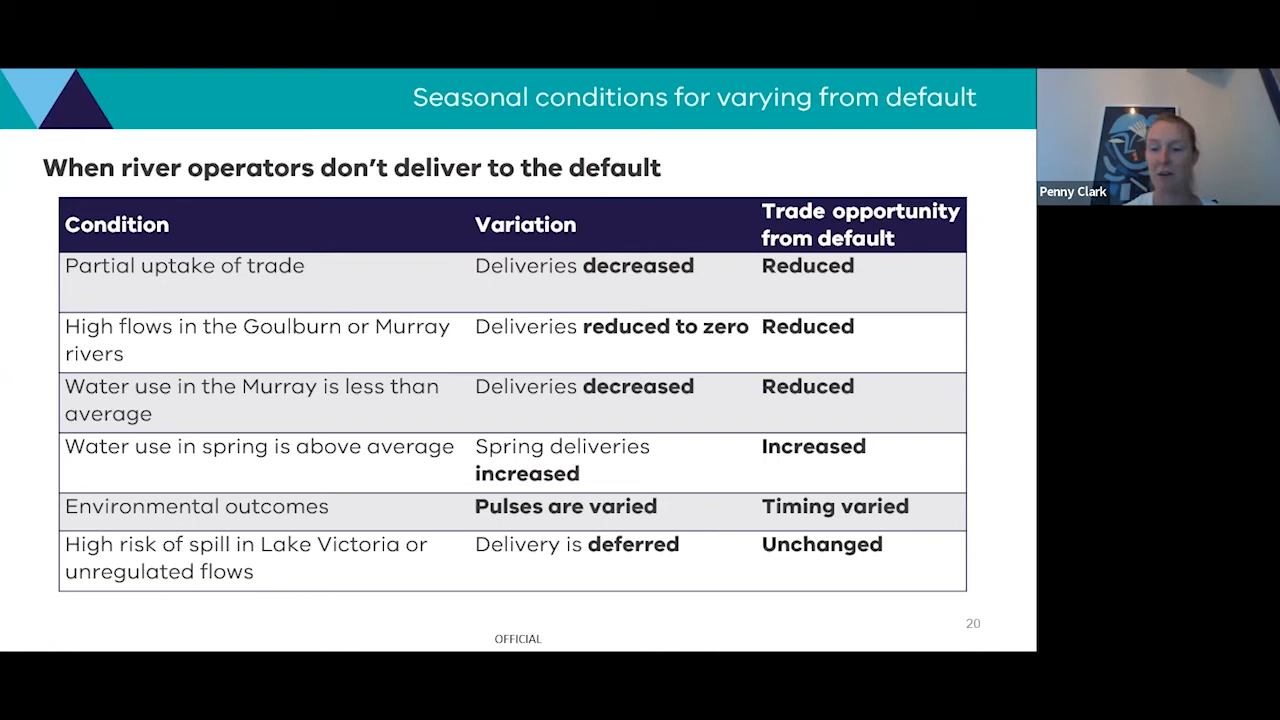 Seasonal conditions for varying from default
When river operators don’t deliver to the default
Condition
Variation
Trade opportunity
from default
Partial uptake of trade
Deliveries decreased
Reduced
High flows in the Goulburn or Murray
rivers
Deliveries reduced to zero
Reduced
Water use in the Murray is less than
average
Deliveries decreased
Reduced
Water use in spring is above average
Spring deliveries
increased
Increased
Environmental outcomes
Pulses are varied
Timing varied
High risk of spill in Lake Victoria or
unregulated flows
Delivery is deferred
Unchanged
20
OFFICIAL
Penny Clark